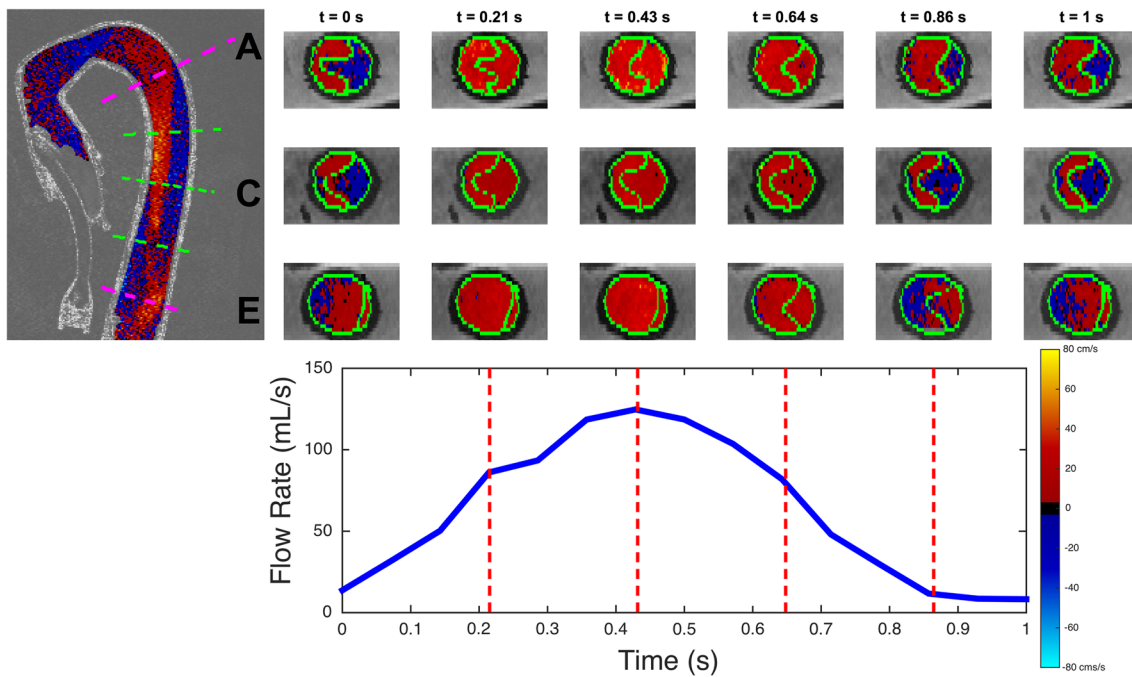 t = 0 s t = 0.21 s t = 0.43 s t = 0.64 s t = 0.86 s t = 1 s
A
C
E
150
100
50
0
Flow Rate (mL/s)
0 0.1 0.2 0.3 0.4 0.5 0.6 0.7 0.8 0.9 1
Time (s)
80 cm/s
60
40
20
0
-20
-40
-60
-80 cms/s